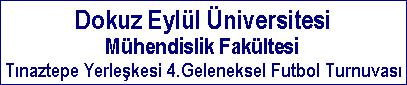 Dokuz Eylül Üniversitesi
Mühendislik Fakültesi
Tınaztepe Yerleşkesi 4.Geleneksel Futbol Turnuvası